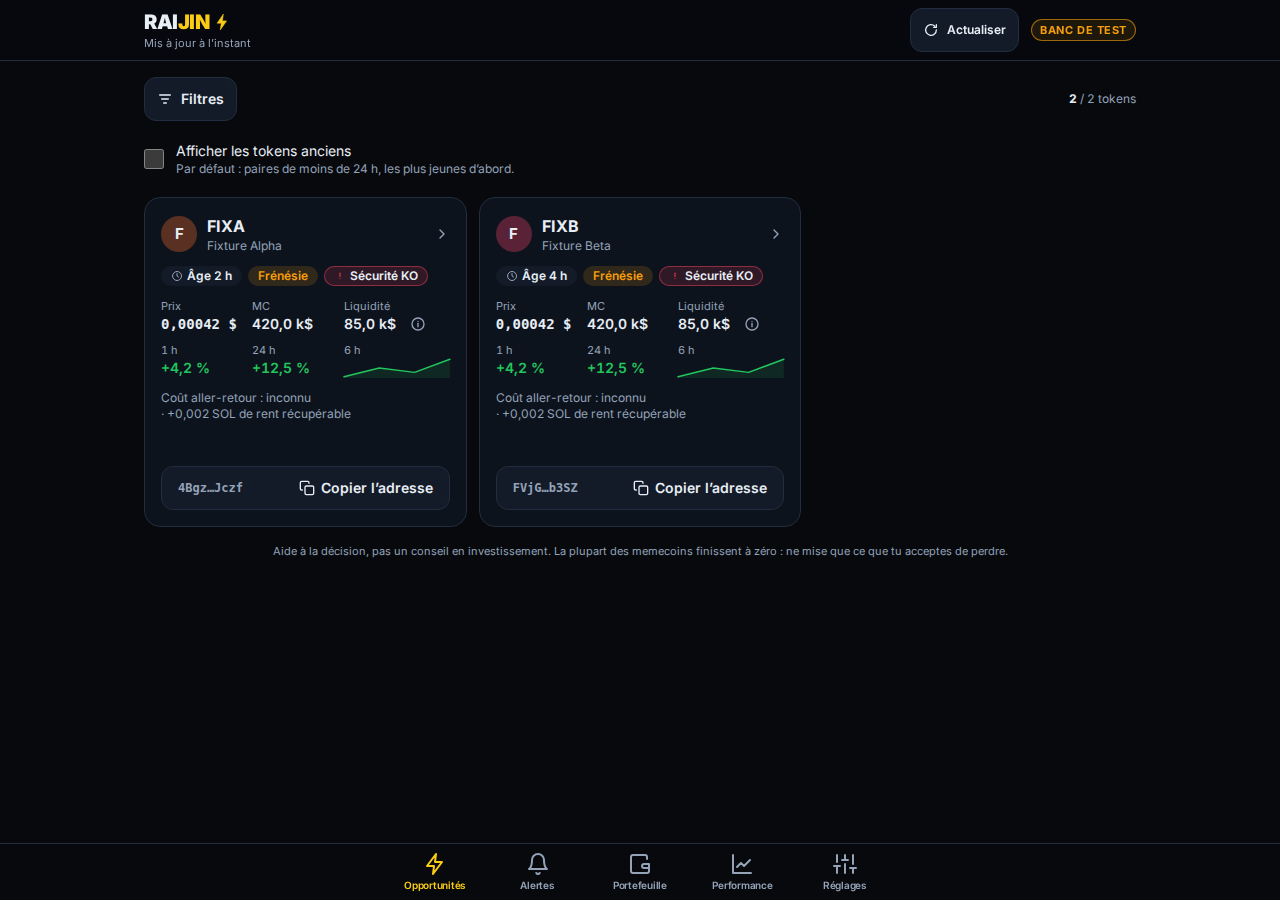 RAIJIN
Mis à jour à l'instant
Actualiser
BANC DE TEST
Filtres
2 / 2 tokens
Afficher les tokens anciens
Par défaut : paires de moins de 24 h, les plus jeunes d’abord.
F
FIXA
Fixture Alpha
Âge 2 h
Frénésie
! Sécurité KO
Prix
MC
Liquidité
0,00042 $
420,0 k$
85,0 k$
1 h
24 h
6 h
+4,2 %
+12,5 %
Coût aller-retour : inconnu
· +0,002 SOL de rent récupérable
4Bgz…Jczf
Copier l’adresse
F
FIXB
Fixture Beta
Âge 4 h
Frénésie
! Sécurité KO
Prix
MC
Liquidité
0,00042 $
420,0 k$
85,0 k$
1 h
24 h
6 h
+4,2 %
+12,5 %
Coût aller-retour : inconnu
· +0,002 SOL de rent récupérable
FVjG…b3SZ
Copier l’adresse
Aide à la décision, pas un conseil en investissement. La plupart des memecoins finissent à zéro : ne mise que ce que tu acceptes de perdre.
Opportunités
Alertes
Portefeuille
Performance
Réglages